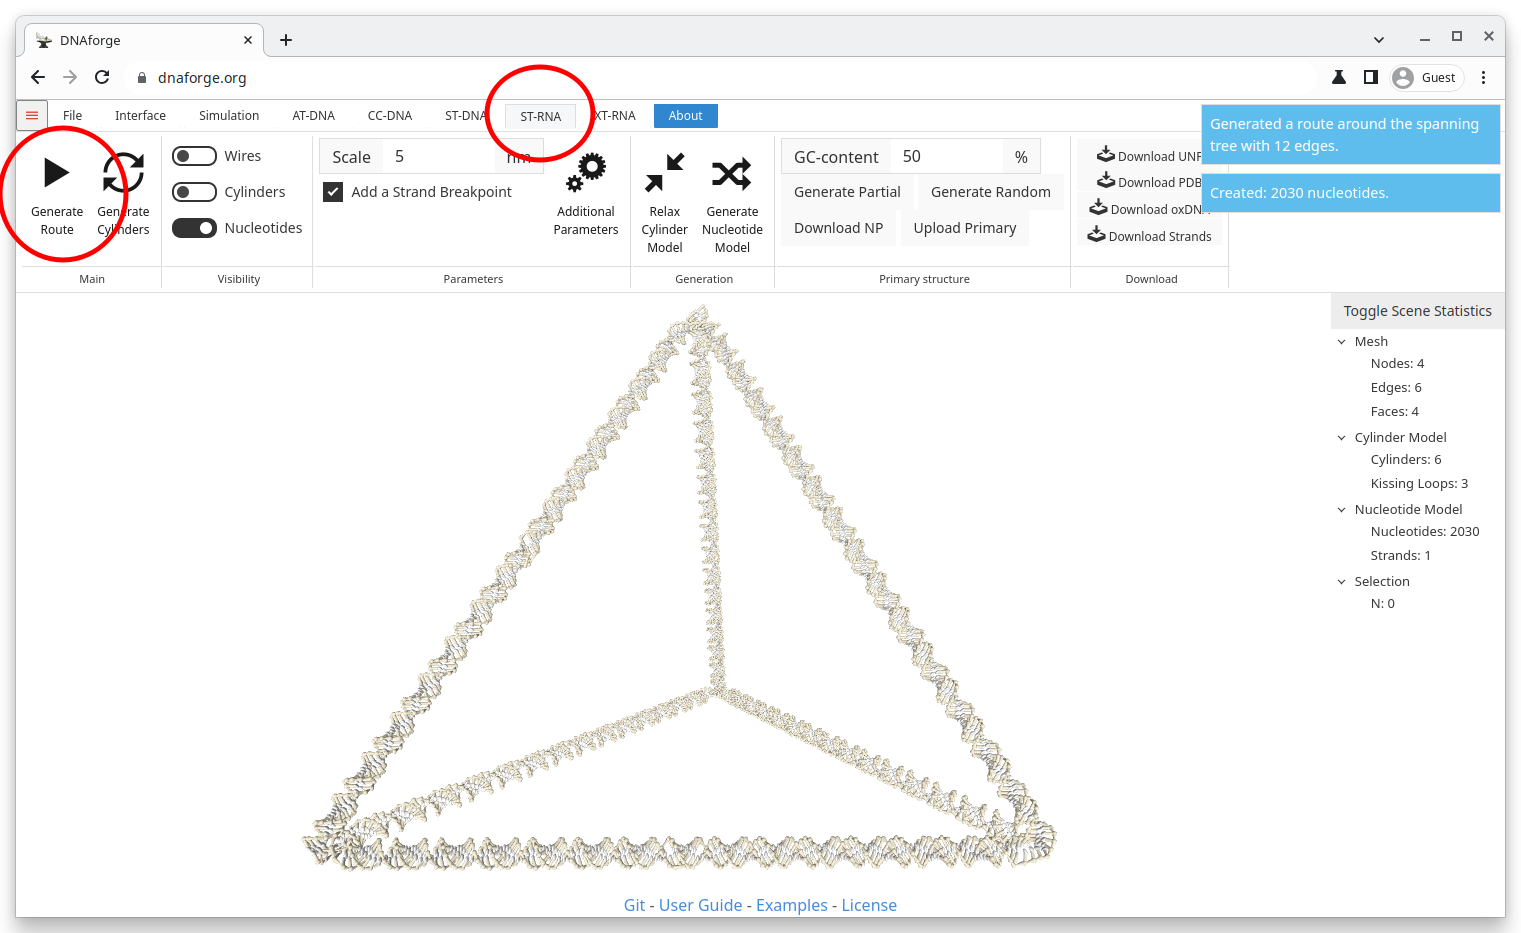 DNAforge
dnaforge.org
Guest
File Interface Simulation AT-DNA CC-DNA ST-DNA ST-RNA XT-RNA About
Generated a route around the spanning
tree with 12 edges.
Created: 2030 nucleotides.
Generate
Route
Generate
Cylinders
Main
Wires
Cylinders
Nucleotides
Visibility
Scale 5 nm
Add a Strand Breakpoint
Additional
Parameters
Parameters
Relax
Cylinder
Model
Generate
Nucleotide
Model
Generation
GC-content 50 %
Generate Partial Generate Random
Download NP Upload Primary
Primary structure
Download UNF
Download PDB
Download oxDNA
Download Strands
Download
Toggle Scene Statistics
Mesh
Nodes: 4
Edges: 6
Faces: 4
Cylinder Model
Cylinders: 6
Kissing Loops: 3
Nucleotide Model
Nucleotides: 2030
Strands: 1
Selection
N: 0
Git - User Guide - Examples - License